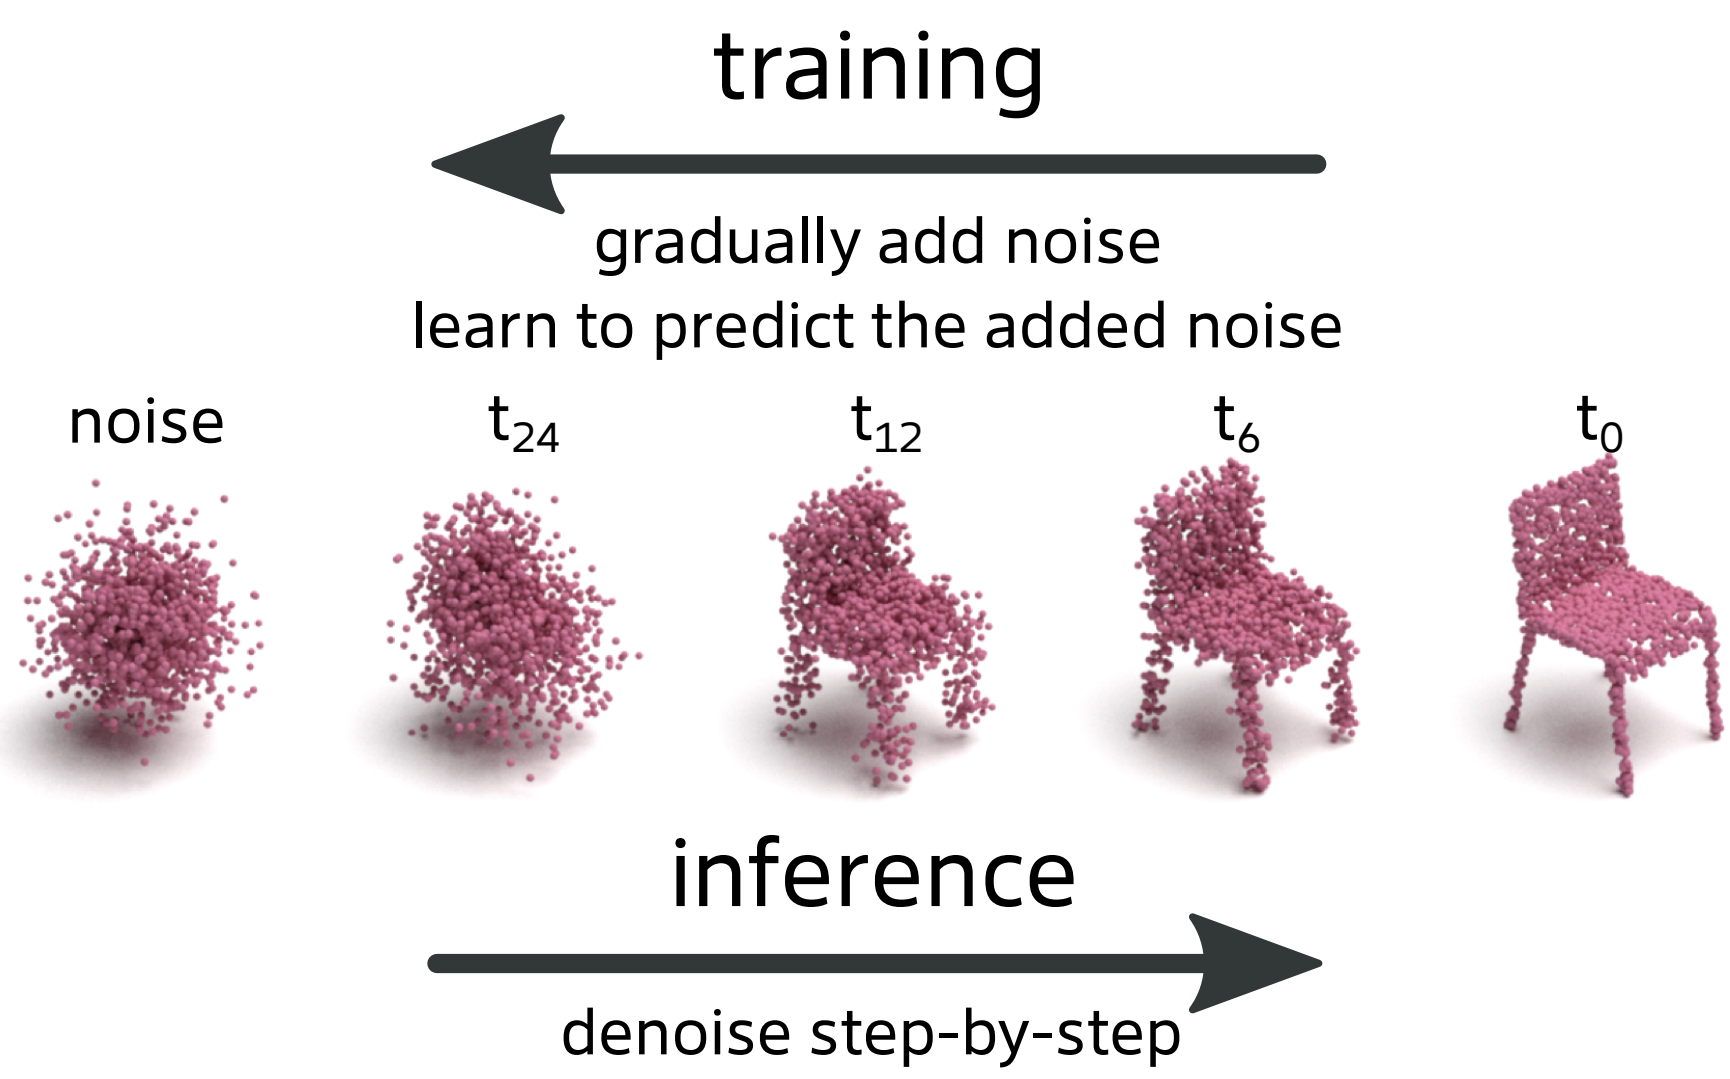 training
gradually add noise
learn to predict the added noise
noise t₂₄ t₁₂ t₆ t₀
inference
denoise step-by-step